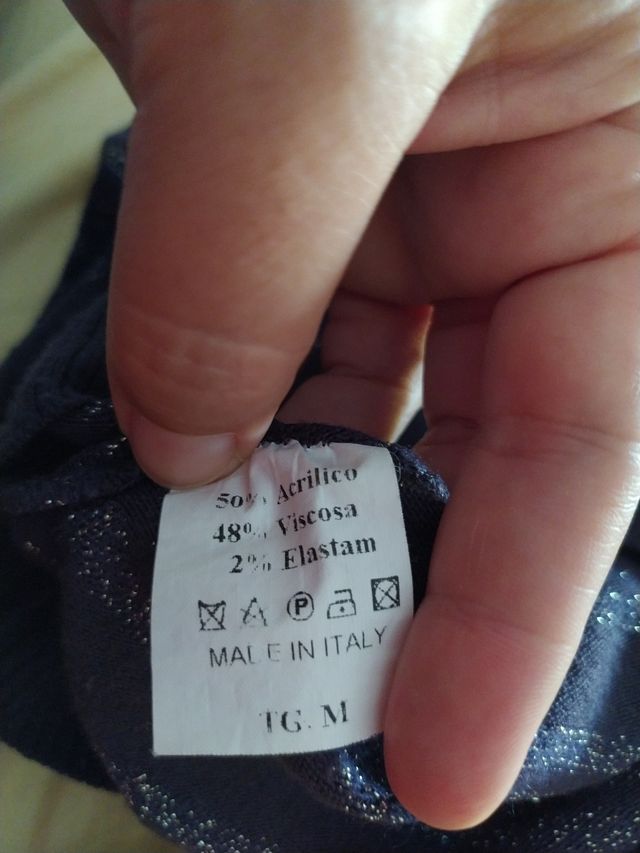 50% Acrilico
48% Viscosa
2% Elastam
P
MADE IN ITALY
TG. M